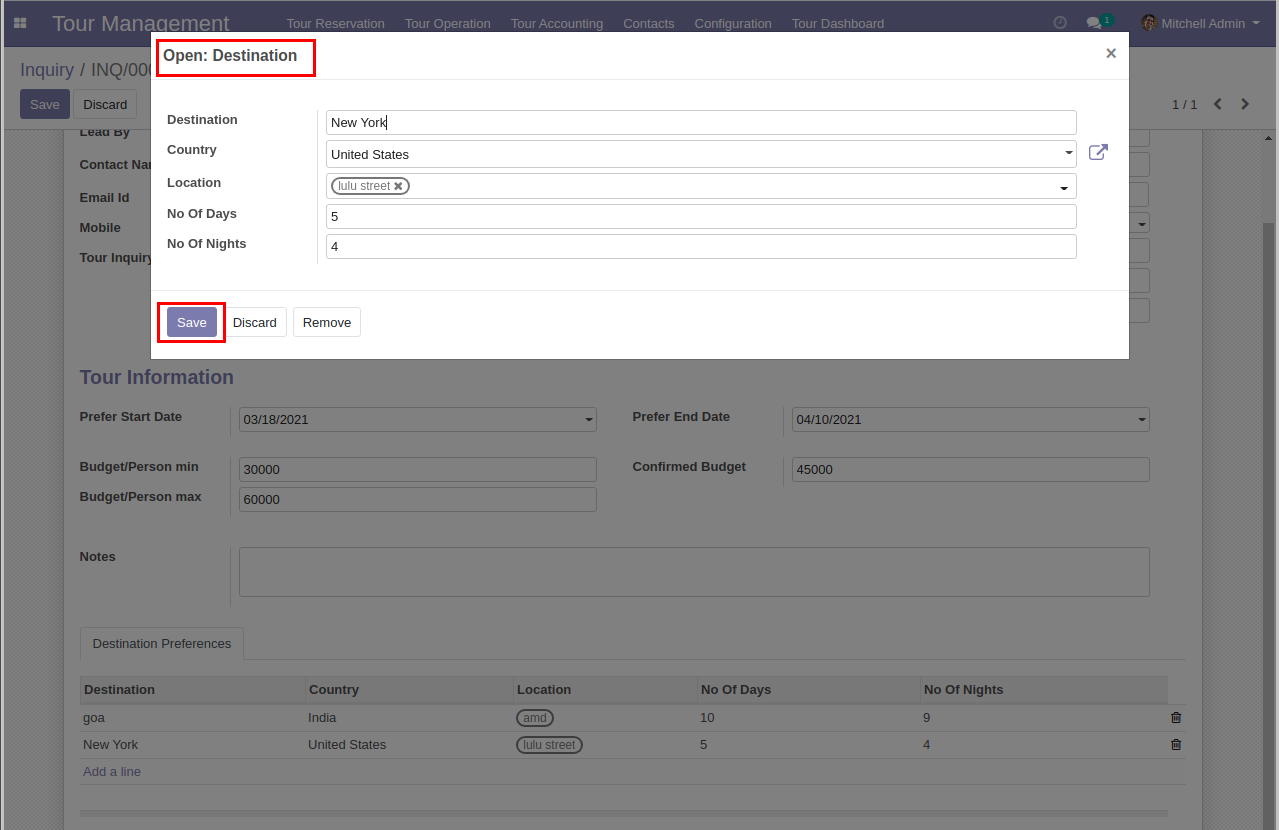 Tour Management Tour Reservation Tour Operation Tour Accounting Contacts Configuration Tour Dashboard 1 Mitchell Admin
Open: Destination ×
Inquiry / INQ/000
Save Discard 1 / 1
Destination New York
Country United States
Location lulu street
No Of Days 5
No Of Nights 4
Save Discard Remove
Lead By
Contact Nam
Email Id
Mobile
Tour Inquiry
Tour Information
Prefer Start Date 03/18/2021 Prefer End Date 04/10/2021
Budget/Person min 30000 Confirmed Budget 45000
Budget/Person max 60000
Notes
Destination Preferences
Destination Country Location No Of Days No Of Nights
goa India amd 10 9
New York United States lulu street 5 4
Add a line